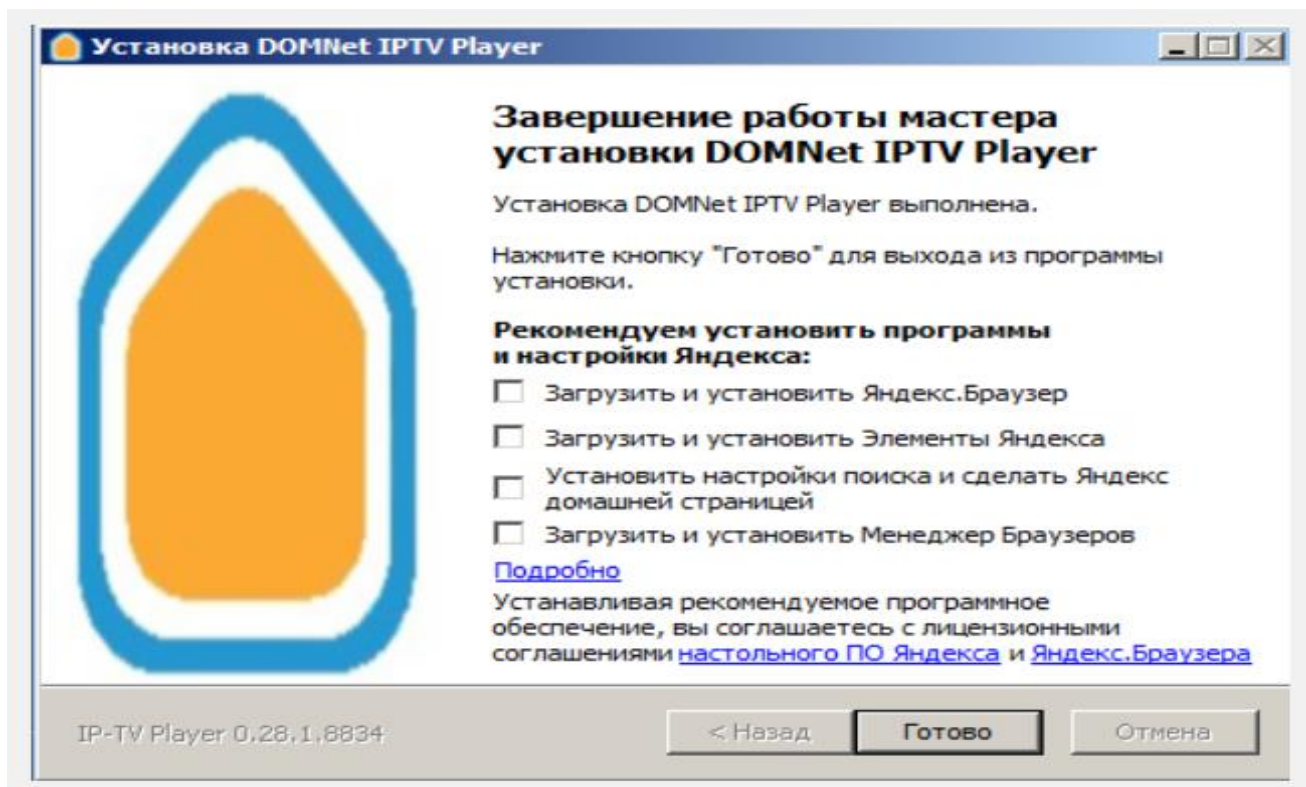 Установка DOMNet IPTV Player
Завершение работы мастера
установки DOMNet IPTV Player
Установка DOMNet IPTV Player выполнена.
Нажмите кнопку "Готово" для выхода из программы
установки.
Рекомендуем установить программы
и настройки Яндекса:
Загрузить и установить Яндекс.Браузер
Загрузить и установить Элементы Яндекса
Установить настройки поиска и сделать Яндекс
домашней страницей
Загрузить и установить Менеджер Браузеров
Подробно
Устанавливая рекомендуемое программное
обеспечение, вы соглашаетесь с лицензионными
соглашениями настольного ПО Яндекса и Яндекс.Браузера
IP-TV Player 0.28.1.8834
< Назад
Готово
Отмена